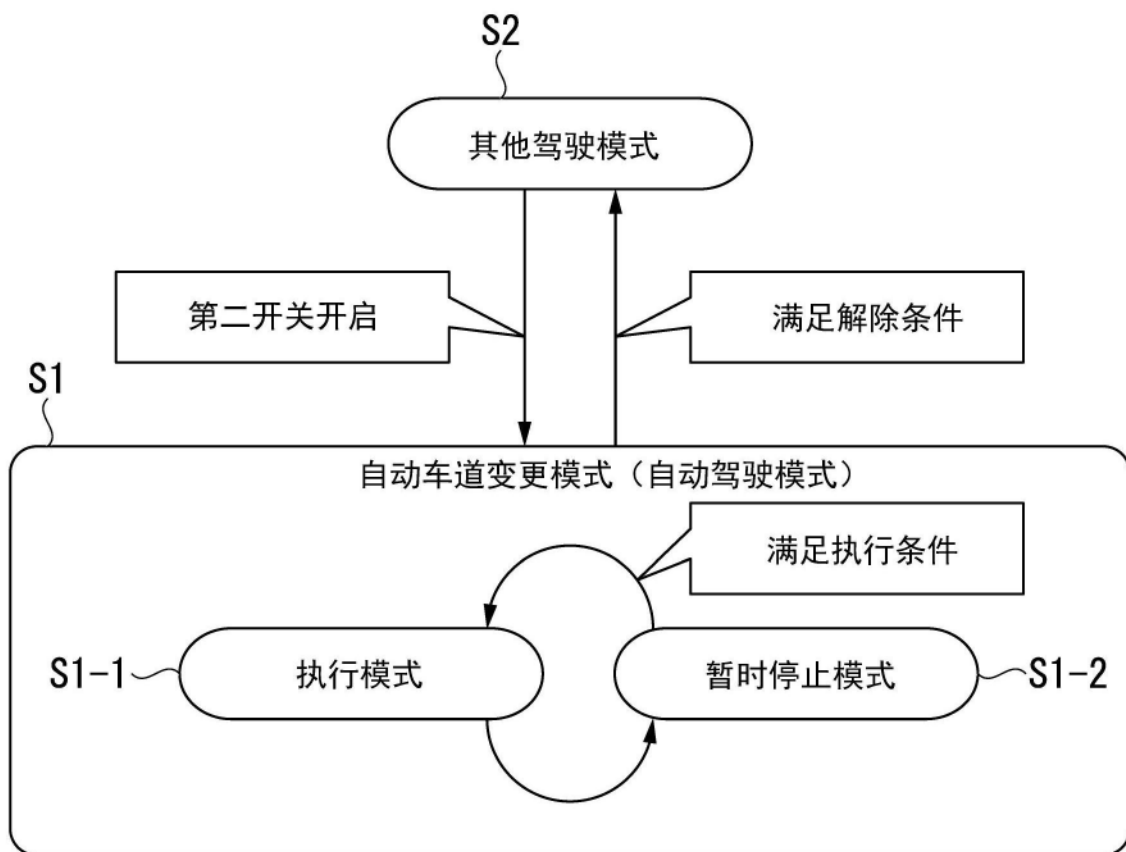 S2
其他驾驶模式
第二开关开启
满足解除条件
S1
自动车道变更模式（自动驾驶模式）
满足执行条件
S1-1
执行模式
暂时停止模式
S1-2